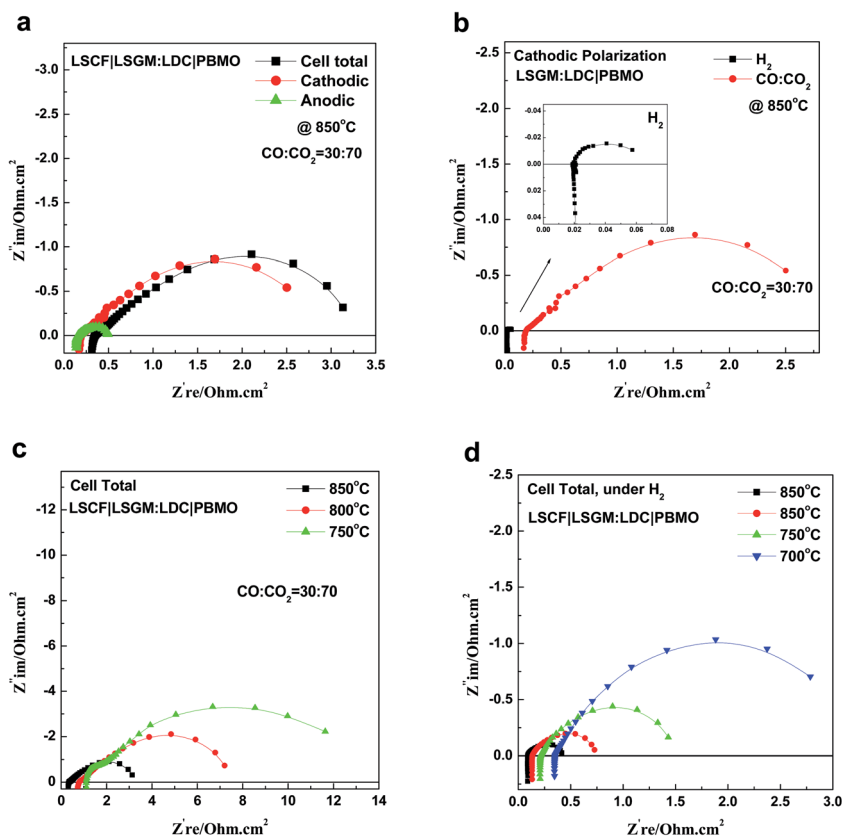 a
LSCF|LSGM:LDC|PBMO
Cell total
Cathodic
Anodic
@ 850°C
CO:CO₂=30:70
-3.0
-2.5
-2.0
-1.5
-1.0
-0.5
0.0
0.0 0.5 1.0 1.5 2.0 2.5 3.0 3.5
Z''im/Ohm.cm²
Z're/Ohm.cm²
b
Cathodic Polarization
LSGM:LDC|PBMO
H₂
CO:CO₂
@ 850°C
H₂
-0.04
-0.02
0.00
0.02
0.04
0.00 0.02 0.04 0.06 0.08
CO:CO₂=30:70
-2.5
-2.0
-1.5
-1.0
-0.5
0.0
0.0 0.5 1.0 1.5 2.0 2.5
Z''im/Ohm.cm²
Z're/Ohm.cm²
c
Cell Total
LSCF|LSGM:LDC|PBMO
850°C
800°C
750°C
CO:CO₂=30:70
-12
-10
-8
-6
-4
-2
0
0 2 4 6 8 10 12 14
Z''im/Ohm.cm²
Z're/Ohm.cm²
d
Cell Total, under H₂
LSCF|LSGM:LDC|PBMO
850°C
850°C
750°C
700°C
-2.5
-2.0
-1.5
-1.0
-0.5
0.0
0.0 0.5 1.0 1.5 2.0 2.5 3.0
Z''im/Ohm.cm²
Z're/Ohm.cm²